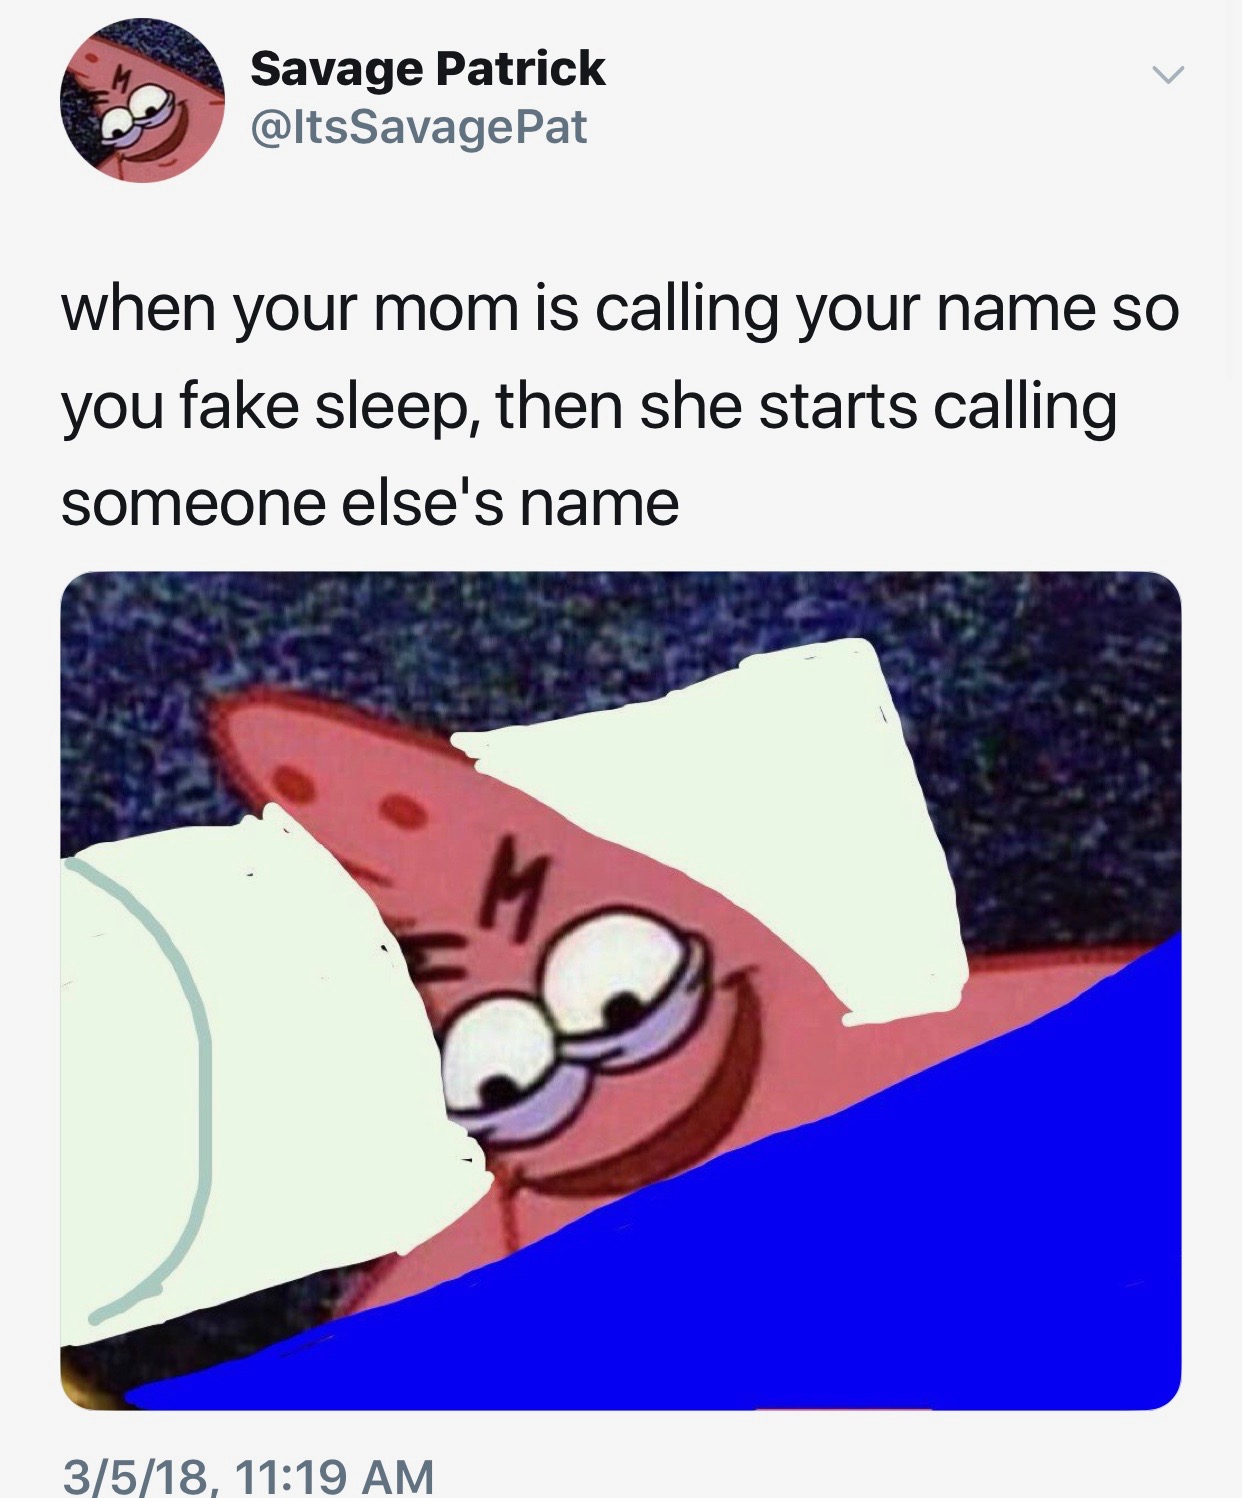 Savage Patrick
@ItsSavagePat
when your mom is calling your name so
you fake sleep, then she starts calling
someone else's name
3/5/18, 11:19 AM